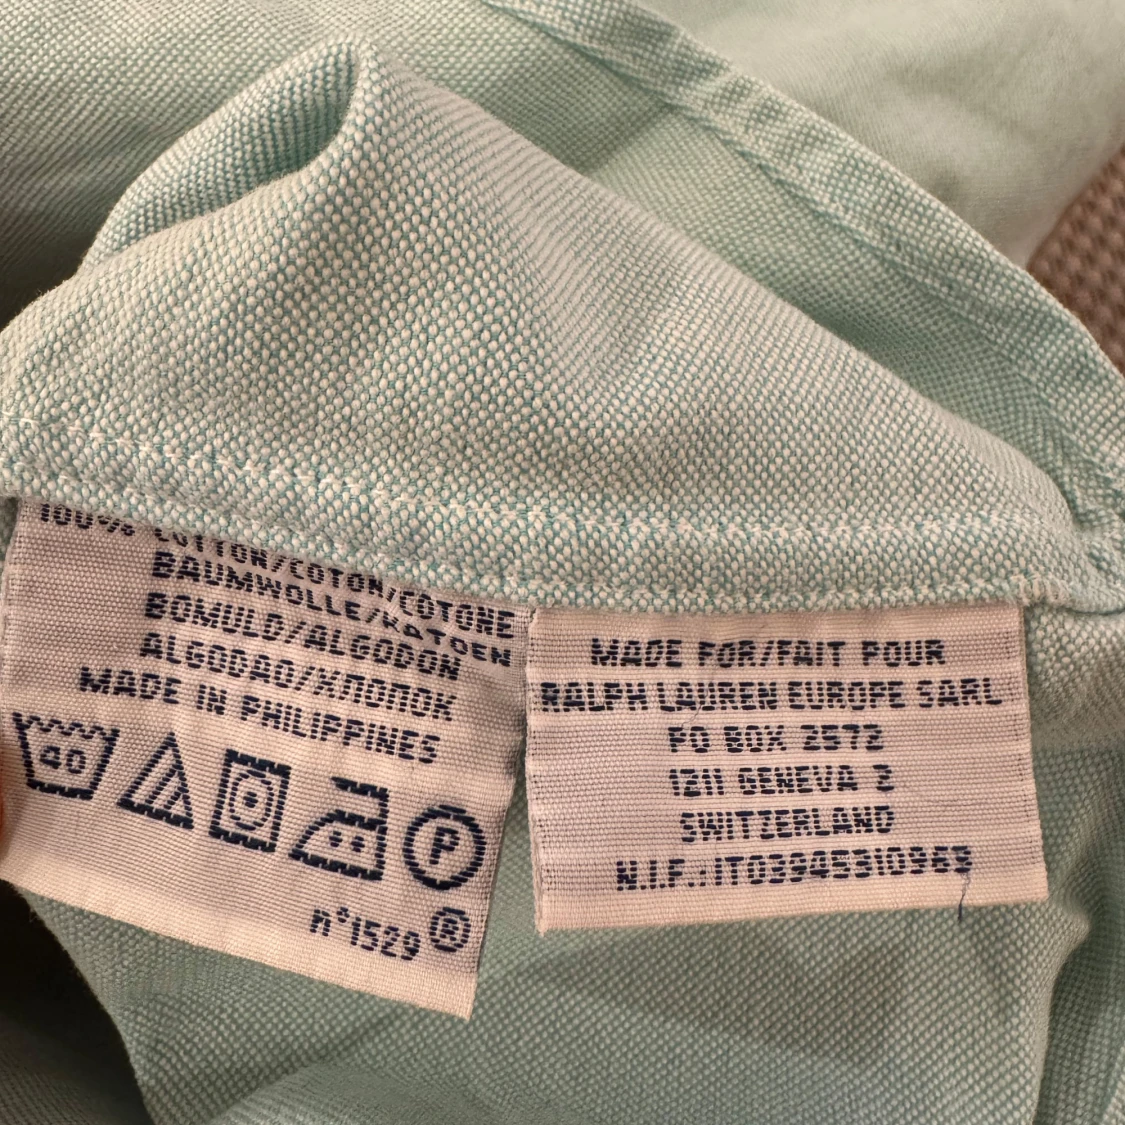 100% COTTON/COTON/COTONE
BAUMWOLLE/KATOEN
BOMULD/ALGODON
ALGODAO/ХЛОПОК
MADE IN PHILIPPINES
40
P
n°1529 ®
MADE FOR/FAIT POUR
RALPH LAUREN EUROPE SARL
PO BOX 2572
1211 GENEVA 2
SWITZERLAND
N.I.F.:IT03945310969